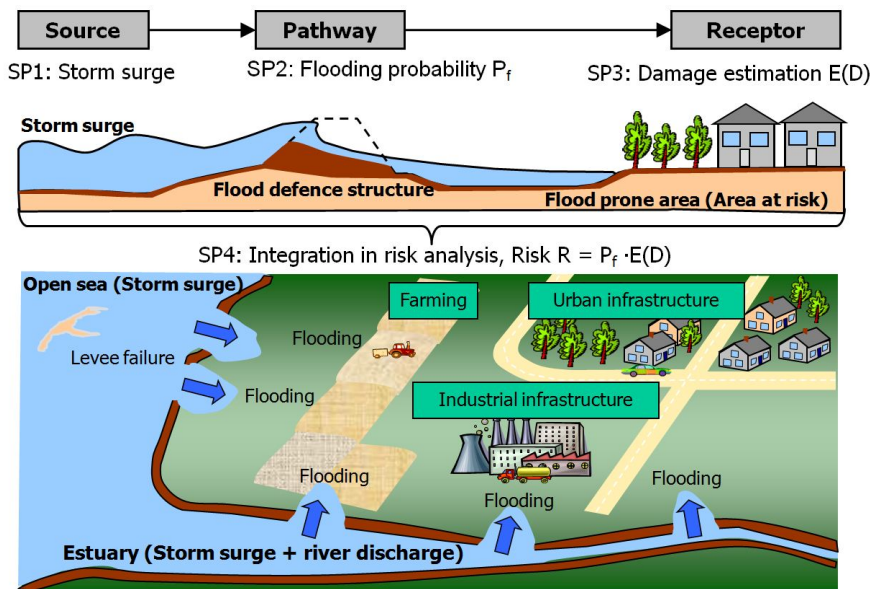 Source
Pathway
Receptor
SP1: Storm surge
SP2: Flooding probability Pf
SP3: Damage estimation E(D)
Storm surge
Flood defence structure
Flood prone area (Area at risk)
SP4: Integration in risk analysis, Risk R = Pf ·E(D)
Open sea (Storm surge)
Farming
Urban infrastructure
Flooding
Levee failure
Flooding
Industrial infrastructure
Flooding
Flooding
Flooding
Estuary (Storm surge + river discharge)